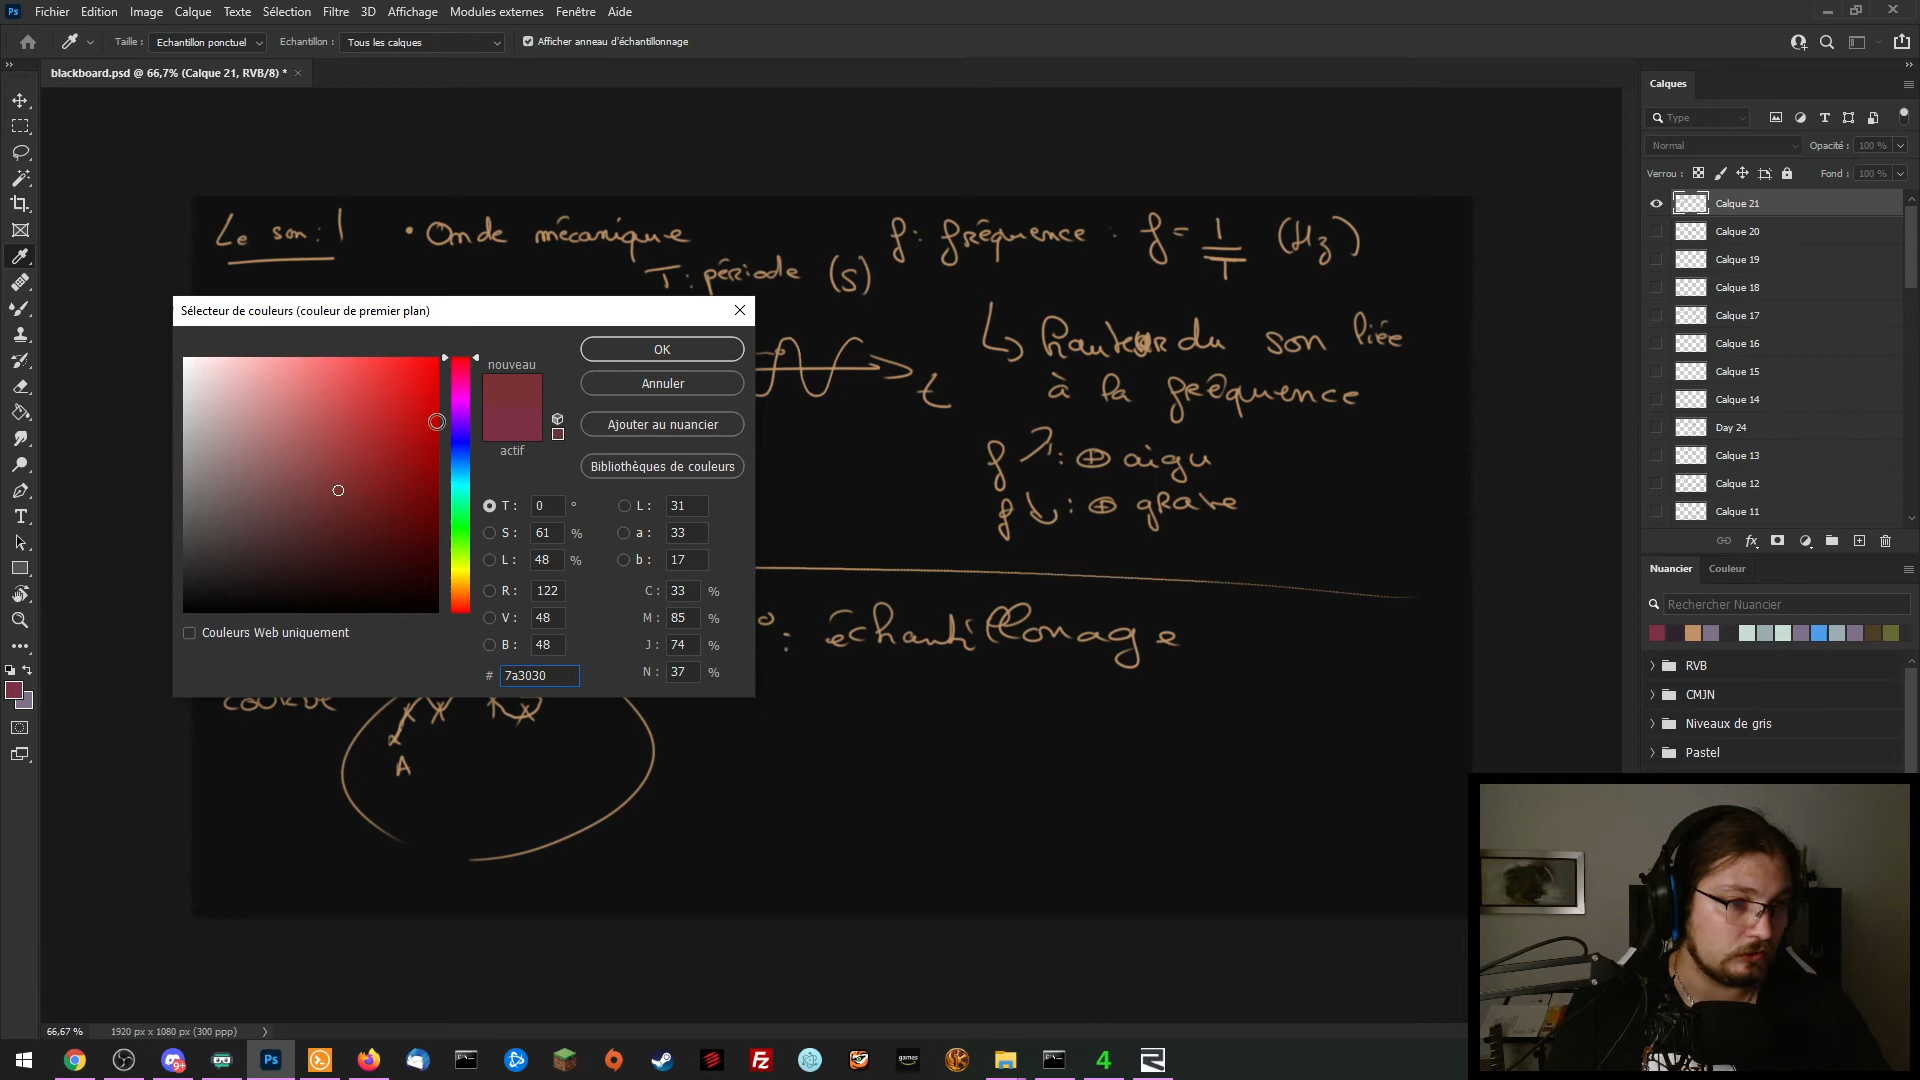 Fichier Edition Image Calque Texte Sélection Filtre 3D Affichage Modules externes Fenêtre Aide
Taille : Echantillon ponctuel Echantillon : Tous les calques Afficher anneau d'échantillonnage
blackboard.psd @ 66,7% (Calque 21, RVB/8) *
Le son : • Onde mécanique f : fréquence : f = 1/T (Hz)
T : période (S)
↳ hauteur du son liée
t à la fréquence
f ↗ : ⊕ aigu
f ↘ : ⊕ grave
échantillonage
courbe
A
Sélecteur de couleurs (couleur de premier plan)
nouveau
actif
OK
Annuler
Ajouter au nuancier
Bibliothèques de couleurs
T : 0 ° L : 31
S : 61 % a : 33
L : 48 % b : 17
R : 122 C : 33 %
V : 48 M : 85 %
B : 48 J : 74 %
# 7a3030 N : 37 %
Couleurs Web uniquement
Calques
Type
Normal Opacité : 100 %
Verrou : Fond : 100 %
Calque 21
Calque 20
Calque 19
Calque 18
Calque 17
Calque 16
Calque 15
Calque 14
Day 24
Calque 13
Calque 12
Calque 11
Nuancier Couleur
Rechercher Nuancier
RVB
CMJN
Niveaux de gris
Pastel
66,67 % 1920 px x 1080 px (300 ppp)